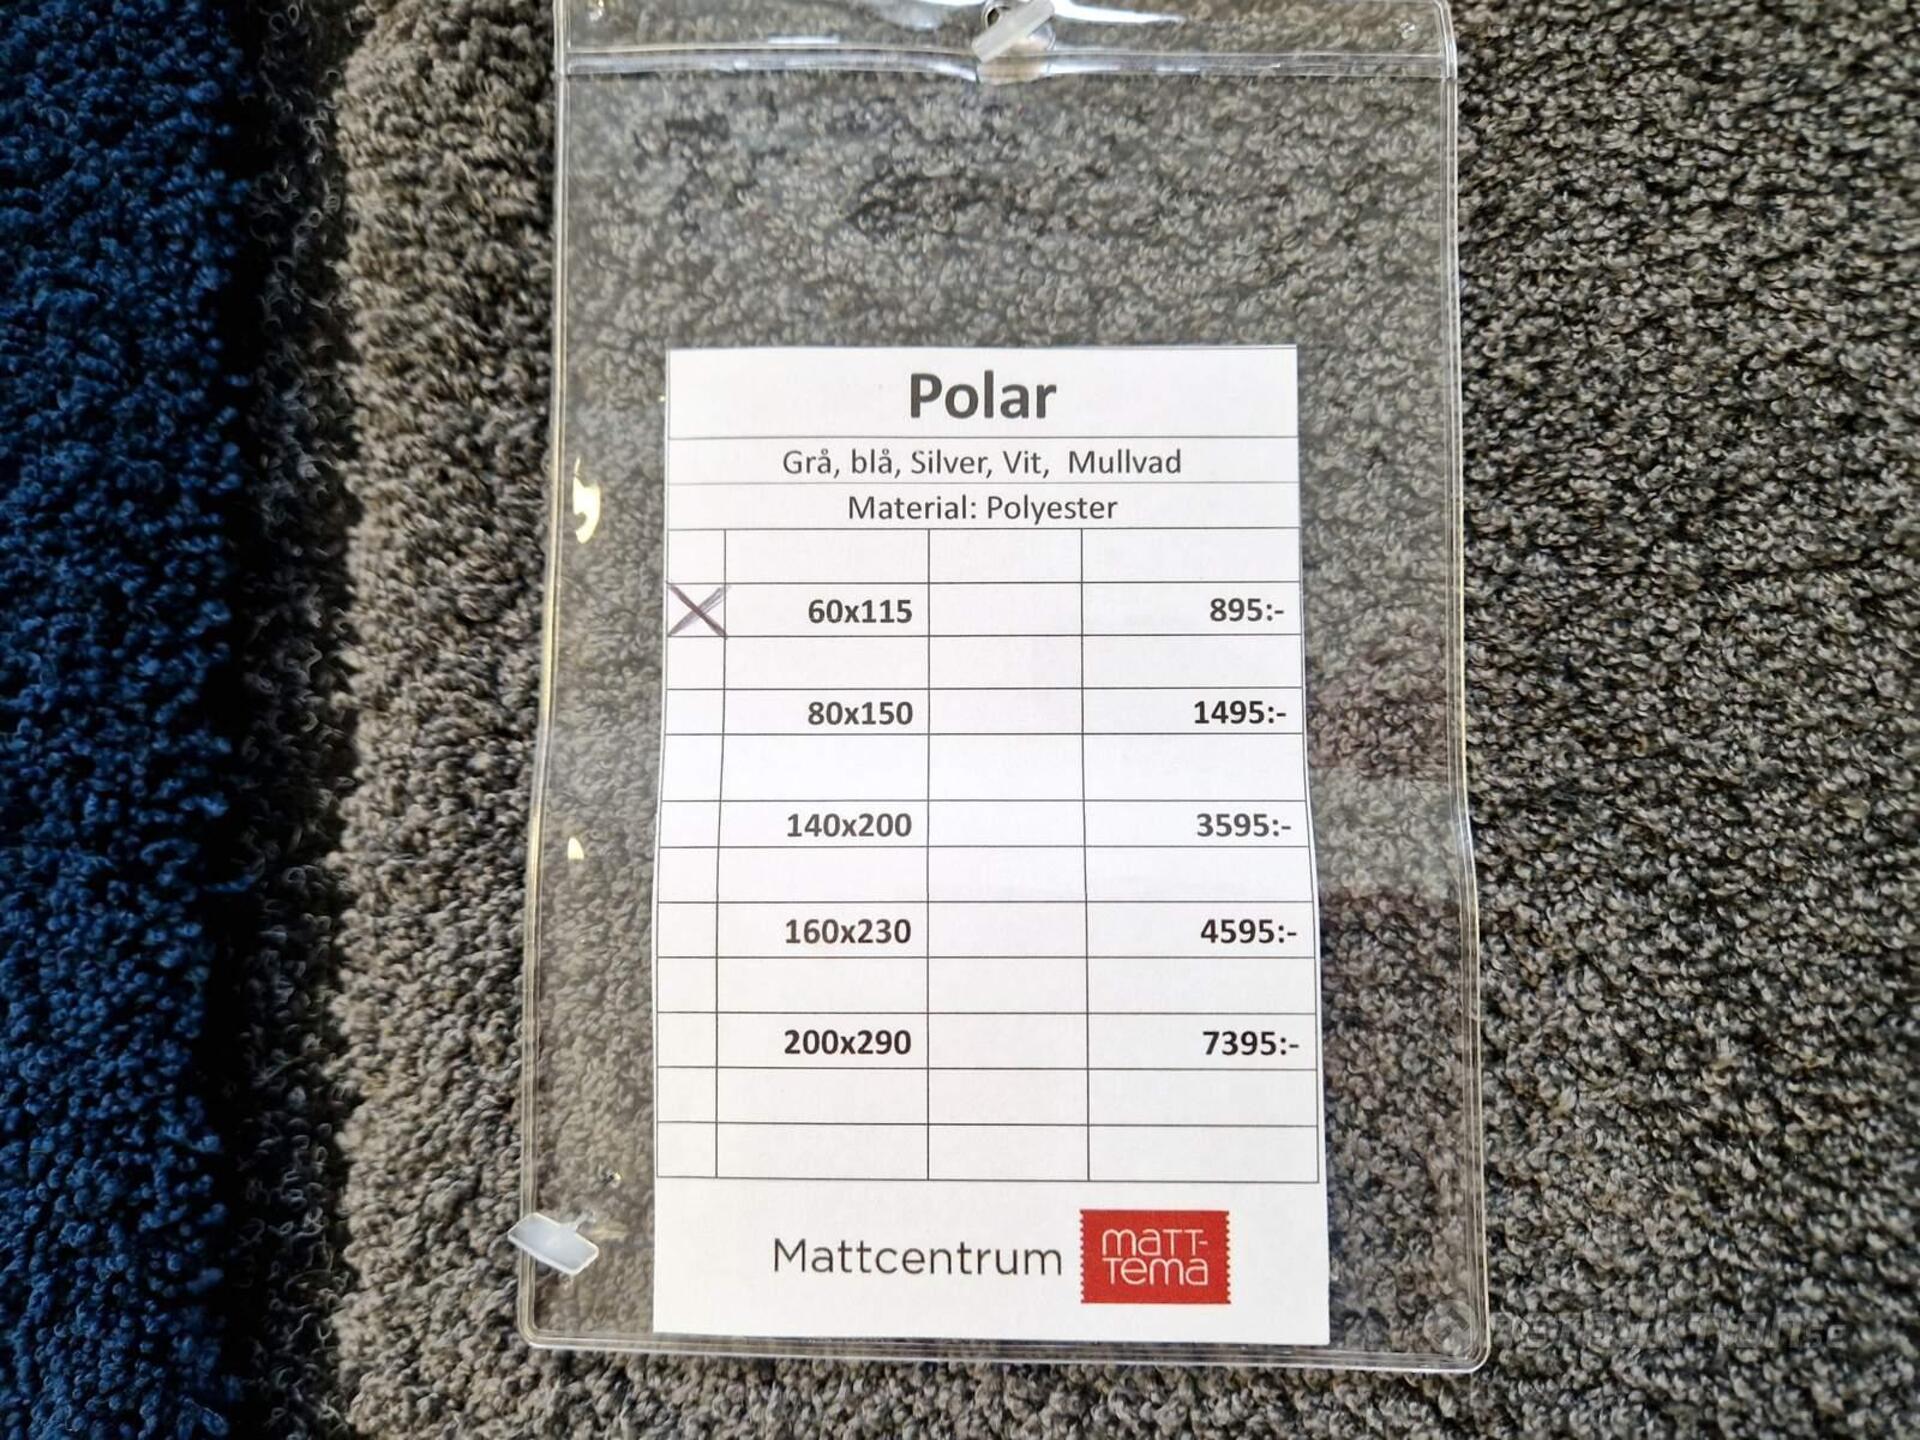 Polar
Grå, blå, Silver, Vit, Mullvad
Material: Polyester
60x115 895:-
80x150 1495:-
140x200 3595:-
160x230 4595:-
200x290 7395:-
Mattcentrum
matt-
tema